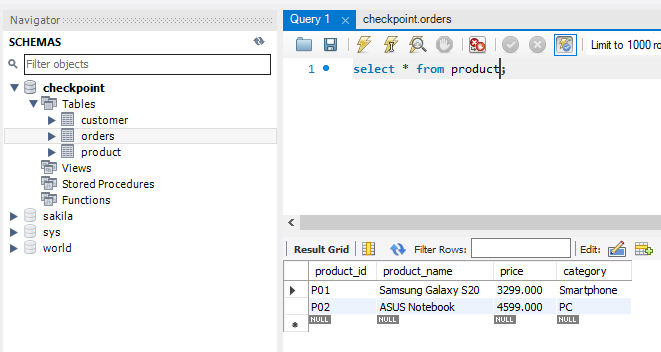 Navigator
SCHEMAS
Filter objects
checkpoint
Tables
customer
orders
product
Views
Stored Procedures
Functions
sakila
sys
world
Query 1 checkpoint.orders
Limit to 1000 ro
1 select * from product;
Result Grid Filter Rows: Edit:
product_id product_name price category
P01 Samsung Galaxy S20 3299.000 Smartphone
P02 ASUS Notebook 4599.000 PC
NULL NULL NULL NULL